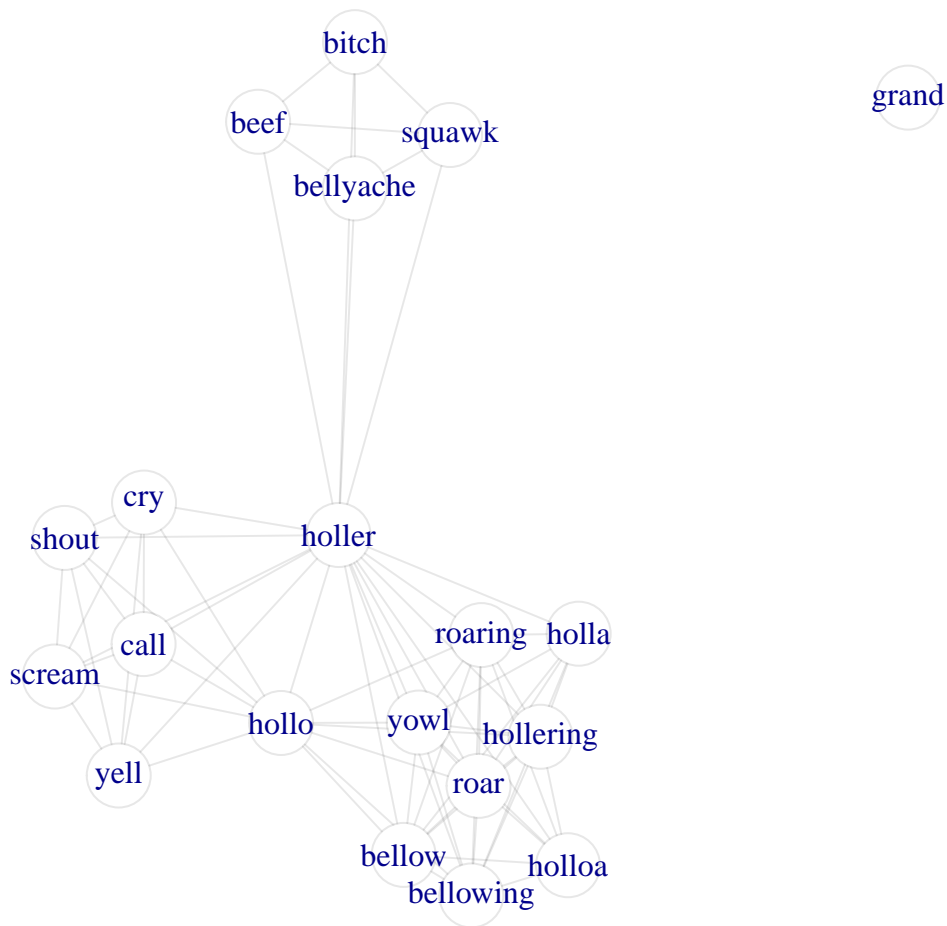 bitch
grand
beef
squawk
bellyache
cry
shout
holler
roaring
holla
call
scream
hollo
yowl
hollering
yell
roar
bellow
holloa
bellowing